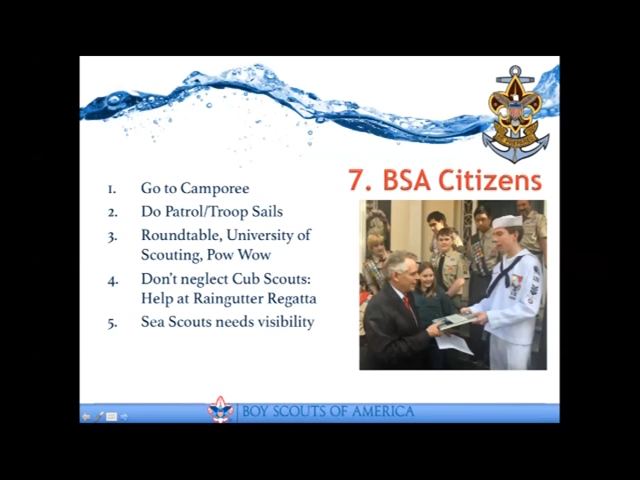 7. BSA Citizens
1. Go to Camporee
2. Do Patrol/Troop Sails
3. Roundtable, University of
Scouting, Pow Wow
4. Don't neglect Cub Scouts:
Help at Raingutter Regatta
5. Sea Scouts needs visibility
BOY SCOUTS OF AMERICA